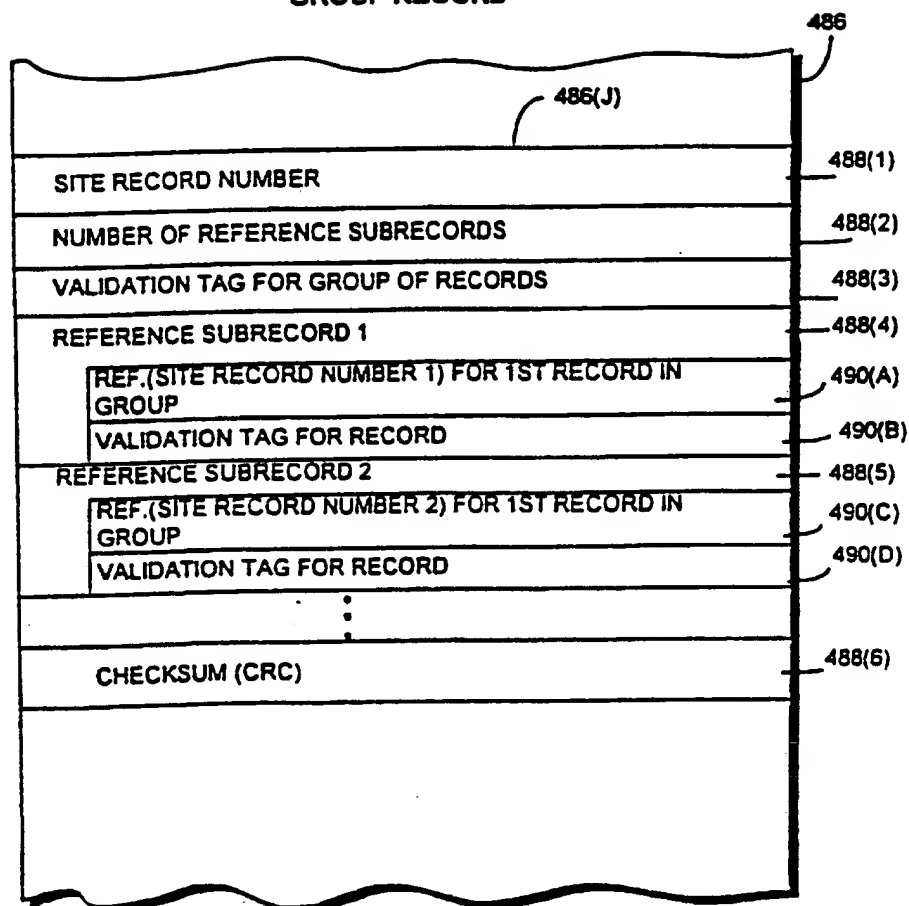 GROUP RECORD
486
486(J)
SITE RECORD NUMBER 488(1)
NUMBER OF REFERENCE SUBRECORDS 488(2)
VALIDATION TAG FOR GROUP OF RECORDS 488(3)
REFERENCE SUBRECORD 1 488(4)
REF.(SITE RECORD NUMBER 1) FOR 1ST RECORD IN 490(A)
GROUP
VALIDATION TAG FOR RECORD 490(B)
REFERENCE SUBRECORD 2 488(5)
REF.(SITE RECORD NUMBER 2) FOR 1ST RECORD IN 490(C)
GROUP
VALIDATION TAG FOR RECORD 490(D)
CHECKSUM (CRC) 488(6)